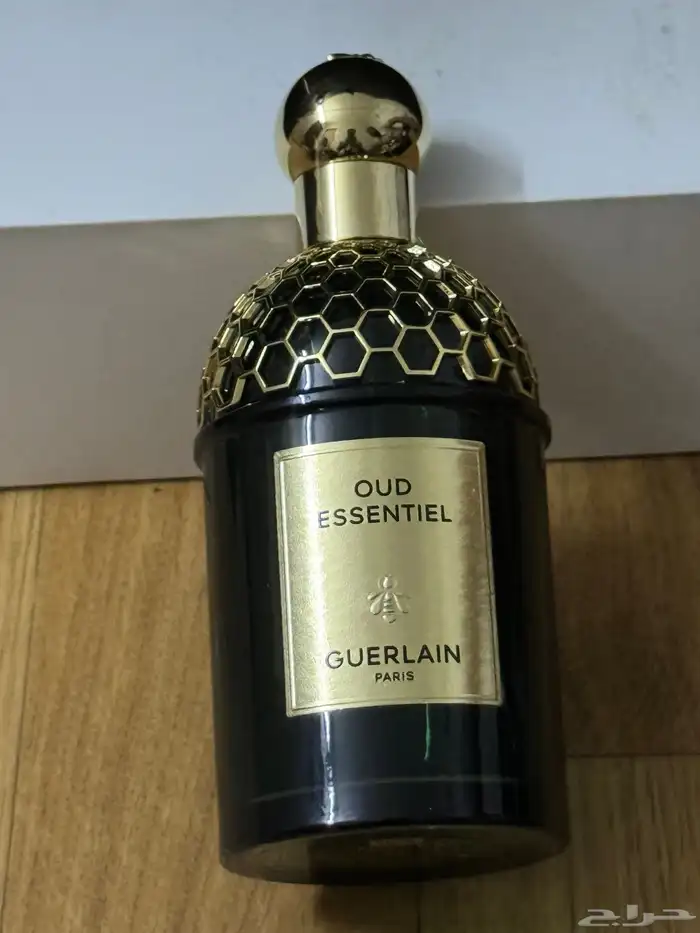 OUD
ESSENTIEL
GUERLAIN
PARIS
حراج